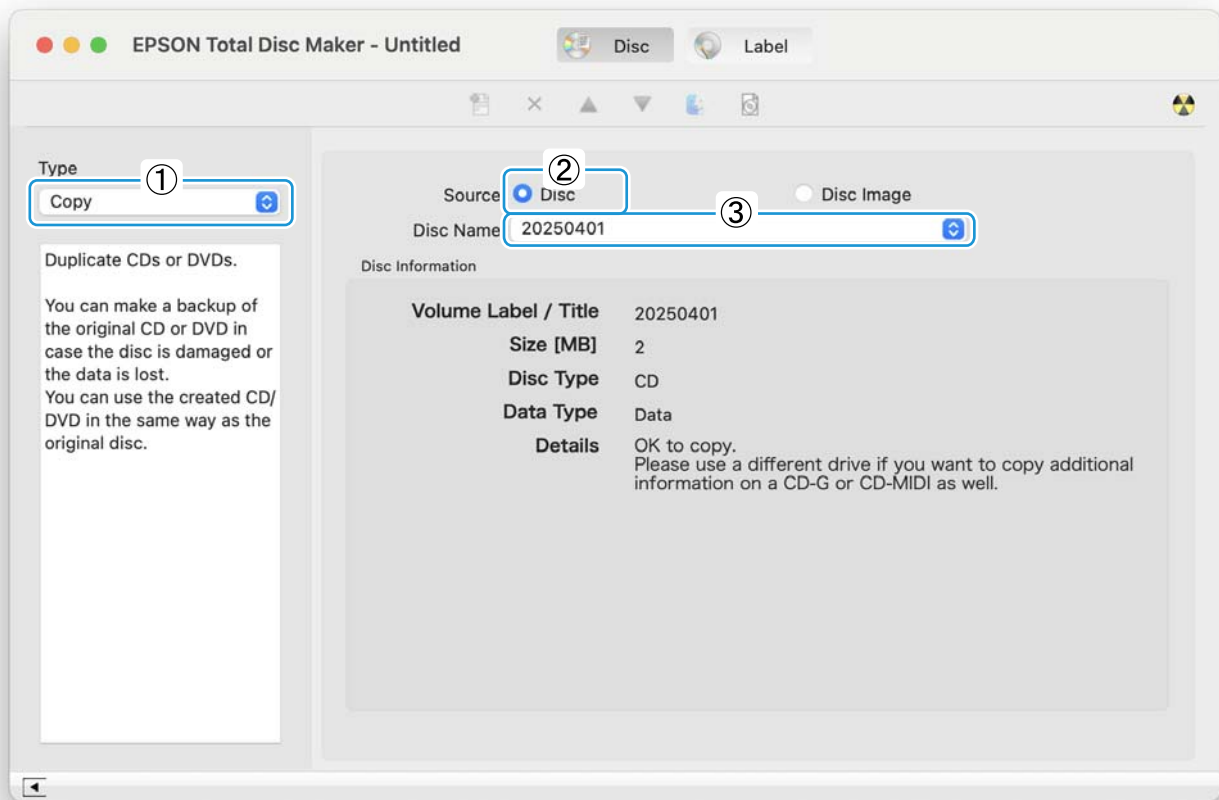 EPSON Total Disc Maker - Untitled
Disc
Label
Type
①
Copy
Duplicate CDs or DVDs.
You can make a backup of
the original CD or DVD in
case the disc is damaged or
the data is lost.
You can use the created CD/
DVD in the same way as the
original disc.
②
Source Disc Disc Image
③
Disc Name 20250401
Disc Information
Volume Label / Title 20250401
Size [MB] 2
Disc Type CD
Data Type Data
Details OK to copy.
Please use a different drive if you want to copy additional
information on a CD-G or CD-MIDI as well.